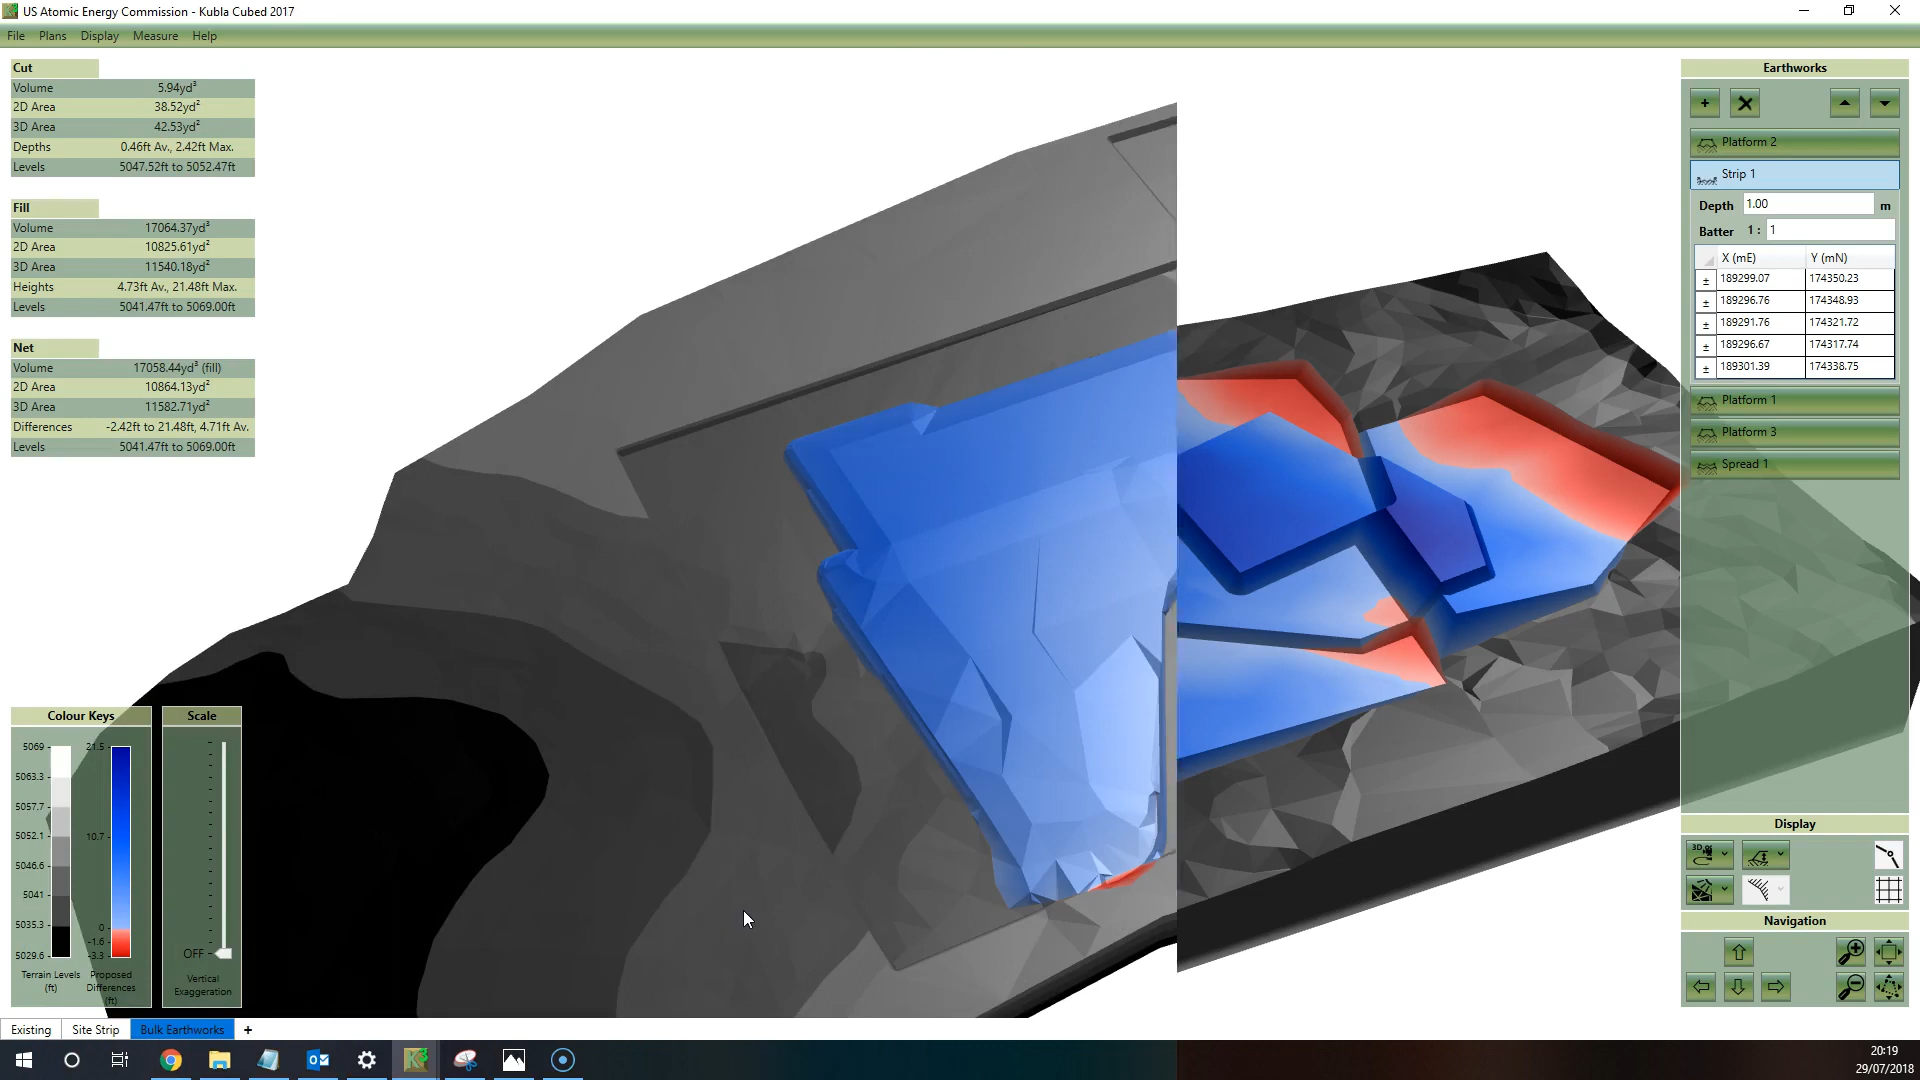 US Atomic Energy Commission - Kubla Cubed 2017
File Plans Display Measure Help
Cut
Volume 5.94yd³
2D Area 38.52yd²
3D Area 42.53yd²
Depths 0.46ft Av., 2.42ft Max.
Levels 5047.52ft to 5052.47ft
Fill
Volume 17064.37yd³
2D Area 10825.61yd²
3D Area 11540.18yd²
Heights 4.73ft Av., 21.48ft Max.
Levels 5041.47ft to 5069.00ft
Net
Volume 17058.44yd³ (fill)
2D Area 10864.13yd²
3D Area 11582.71yd²
Differences -2.42ft to 21.48ft, 4.71ft Av.
Levels 5041.47ft to 5069.00ft
Colour Keys
5069
5063.3
5057.7
5052.1
5046.6
5041
5035.3
5029.6
21.5
10.7
0
-1.6
-3.3
Terrain Levels
(ft)
Proposed
Differences
(ft)
Scale
OFF
Vertical
Exaggeration
Earthworks
Platform 2
Strip 1
Depth 1.00 m
Batter 1 : 1
X (mE) Y (mN)
189299.07 174350.23
189296.76 174348.93
189291.76 174321.72
189296.67 174317.74
189301.39 174338.75
Platform 1
Platform 3
Spread 1
Display
3D
Navigation
Existing Site Strip Bulk Earthworks +
20:19
29/07/2018